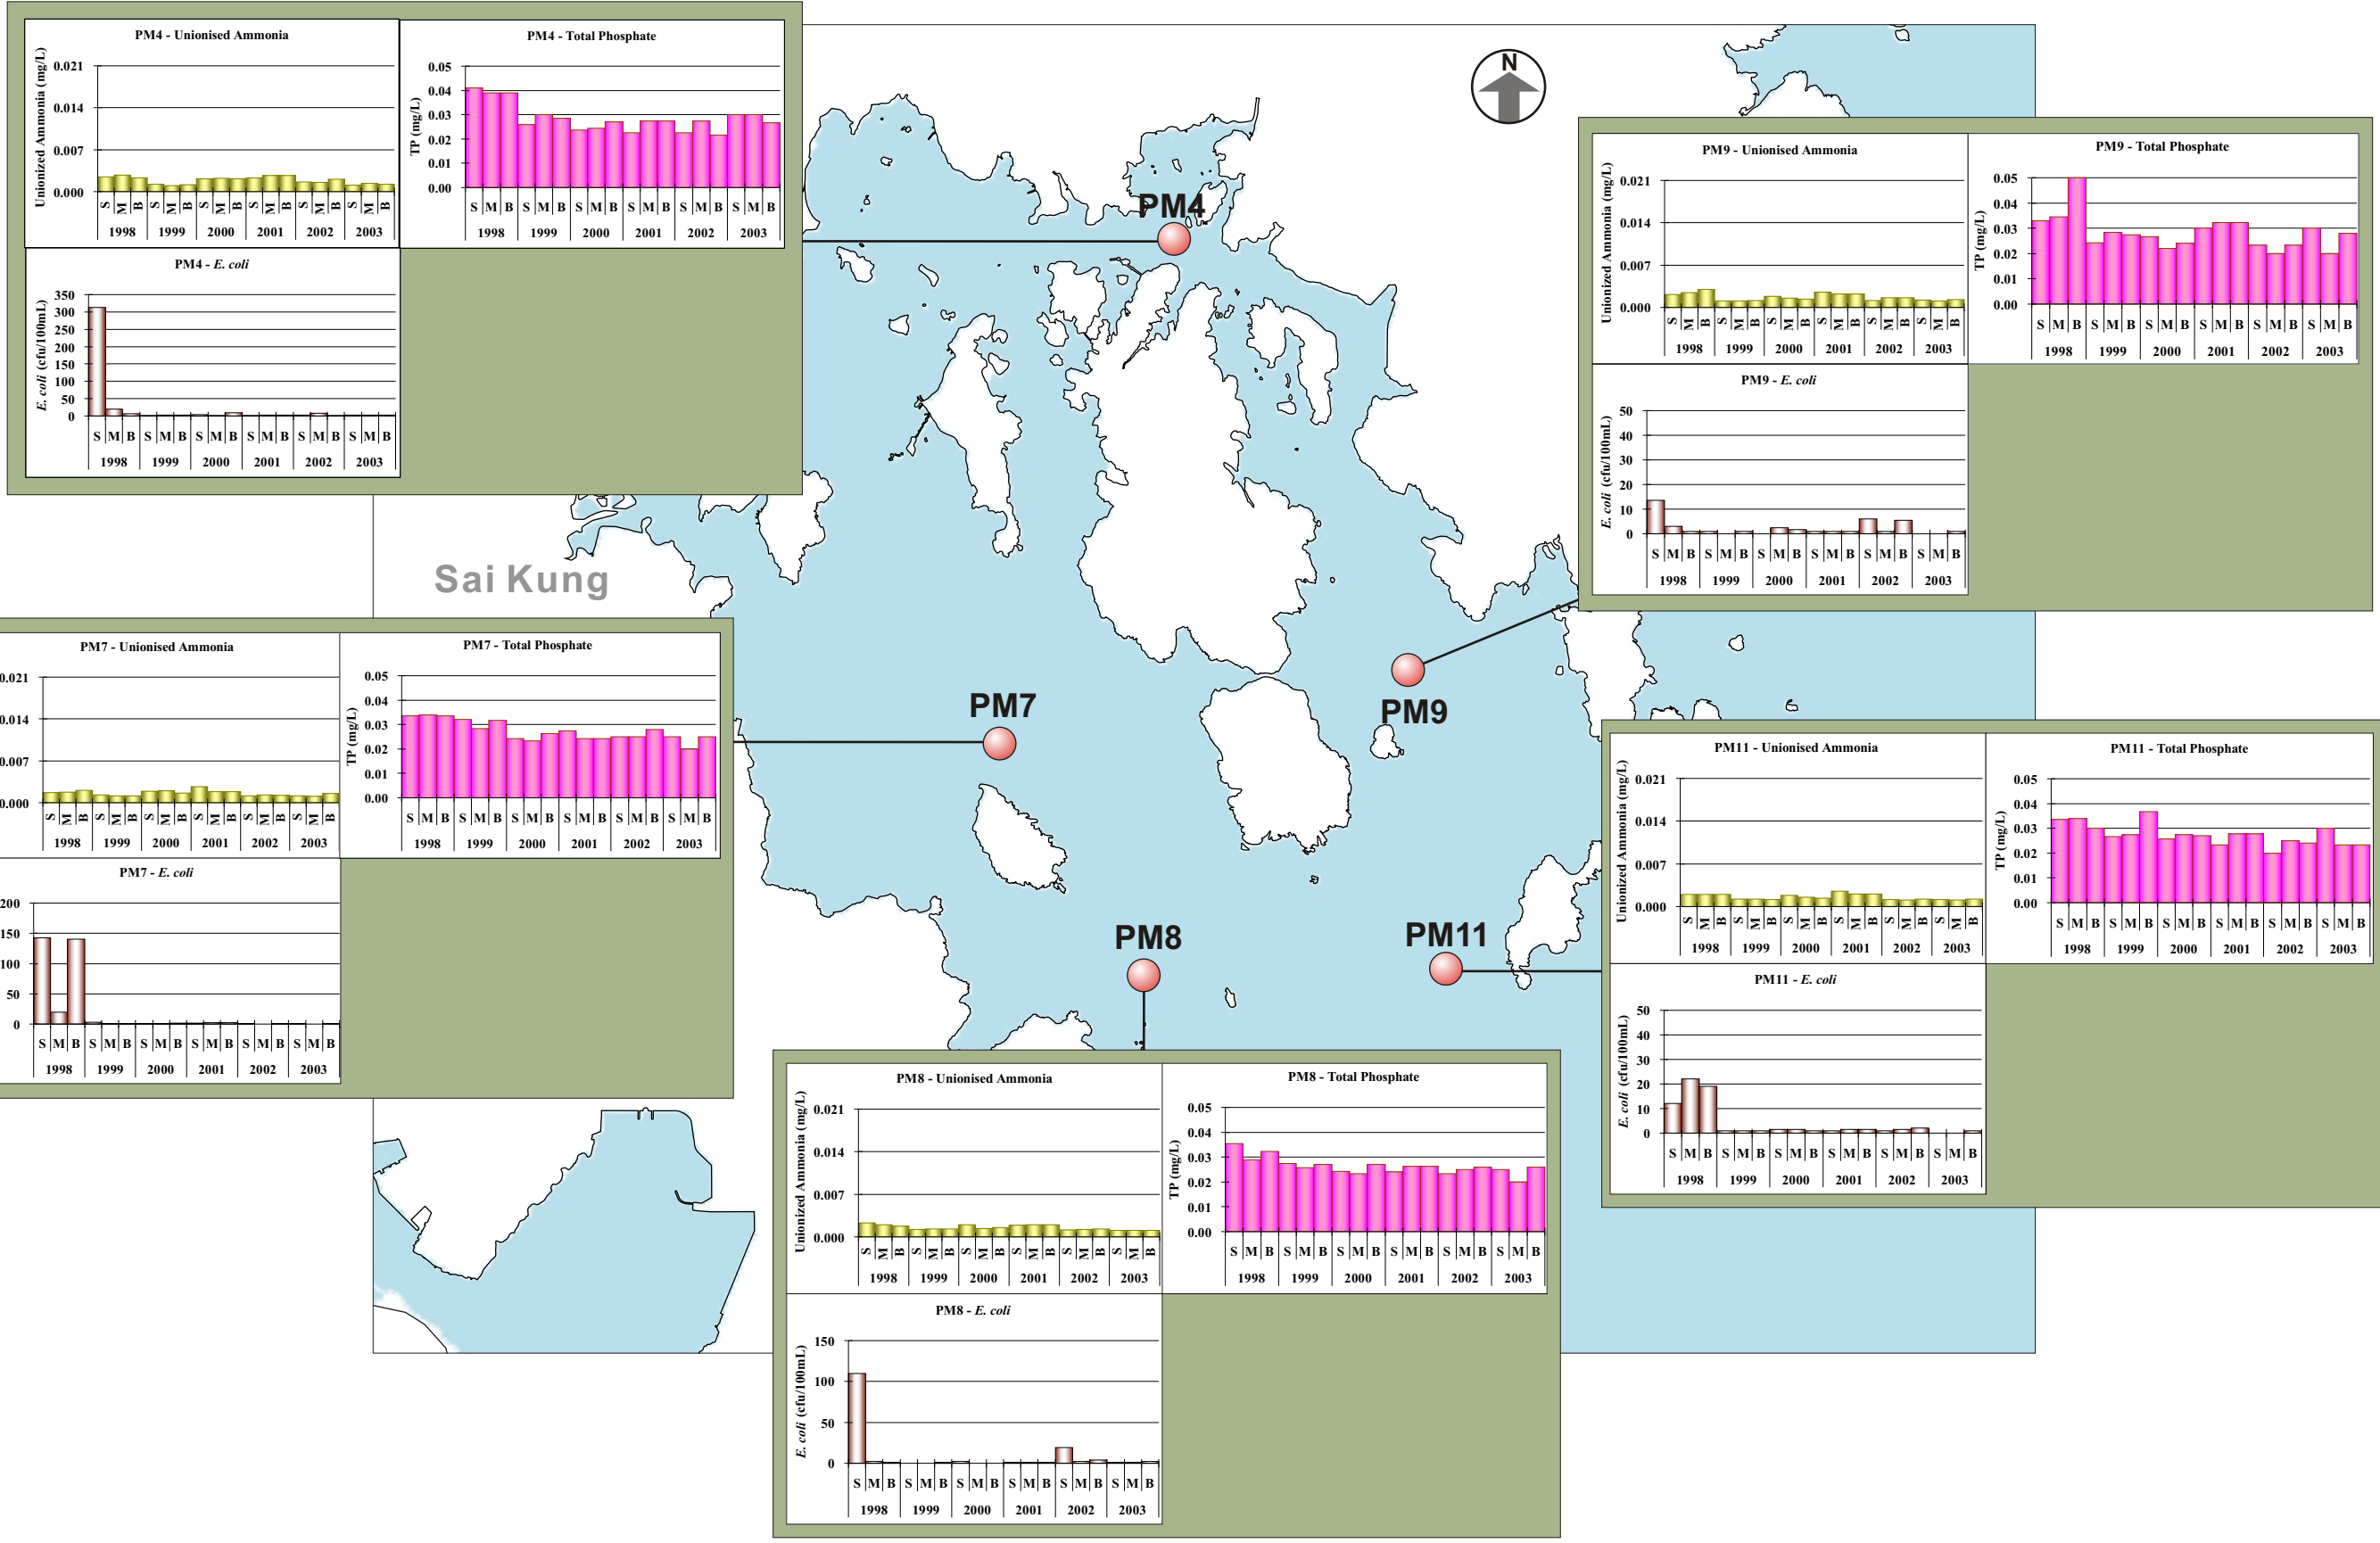 PM4 - Unionised Ammonia
Unionized Ammonia (mg/L)
0.021
0.014
0.007
0.000
S M B S M B S M B S M B S M B S M B
1998 1999 2000 2001 2002 2003
PM4 - Total Phosphate
TP (mg/L)
0.05
0.04
0.03
0.02
0.01
0.00
S M B S M B S M B S M B S M B S M B
1998 1999 2000 2001 2002 2003
PM4 - E. coli
E. coli (cfu/100mL)
350
300
250
200
150
100
50
0
S M B S M B S M B S M B S M B S M B
1998 1999 2000 2001 2002 2003
N
PM4
PM9 - Unionised Ammonia
Unionized Ammonia (mg/L)
0.021
0.014
0.007
0.000
S M B S M B S M B S M B S M B S M B
1998 1999 2000 2001 2002 2003
PM9 - Total Phosphate
TP (mg/L)
0.05
0.04
0.03
0.02
0.01
0.00
S M B S M B S M B S M B S M B S M B
1998 1999 2000 2001 2002 2003
PM9 - E. coli
E. coli (cfu/100mL)
50
40
30
20
10
0
S M B S M B S M B S M B S M B S M B
1998 1999 2000 2001 2002 2003
Sai Kung
PM7 - Unionised Ammonia
0.021
0.014
0.007
0.000
S M B S M B S M B S M B S M B S M B
1998 1999 2000 2001 2002 2003
PM7 - Total Phosphate
TP (mg/L)
0.05
0.04
0.03
0.02
0.01
0.00
S M B S M B S M B S M B S M B S M B
1998 1999 2000 2001 2002 2003
PM7 - E. coli
200
150
100
50
0
S M B S M B S M B S M B S M B S M B
1998 1999 2000 2001 2002 2003
PM7
PM9
PM8
PM11
PM11 - Unionised Ammonia
Unionized Ammonia (mg/L)
0.021
0.014
0.007
0.000
S M B S M B S M B S M B S M B S M B
1998 1999 2000 2001 2002 2003
PM11 - Total Phosphate
TP (mg/L)
0.05
0.04
0.03
0.02
0.01
0.00
S M B S M B S M B S M B S M B S M B
1998 1999 2000 2001 2002 2003
PM11 - E. coli
E. coli (cfu/100mL)
50
40
30
20
10
0
S M B S M B S M B S M B S M B S M B
1998 1999 2000 2001 2002 2003
PM8 - Unionised Ammonia
Unionized Ammonia (mg/L)
0.021
0.014
0.007
0.000
S M B S M B S M B S M B S M B S M B
1998 1999 2000 2001 2002 2003
PM8 - Total Phosphate
TP (mg/L)
0.05
0.04
0.03
0.02
0.01
0.00
S M B S M B S M B S M B S M B S M B
1998 1999 2000 2001 2002 2003
PM8 - E. coli
E. coli (cfu/100mL)
150
100
50
0
S M B S M B S M B S M B S M B S M B
1998 1999 2000 2001 2002 2003